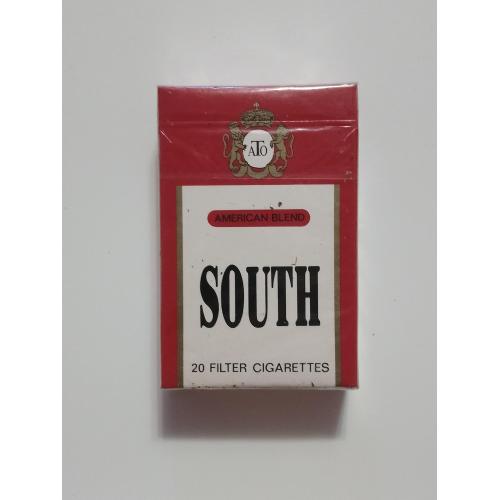 ATO
AMERICAN BLEND
SOUTH
20 FILTER CIGARETTES